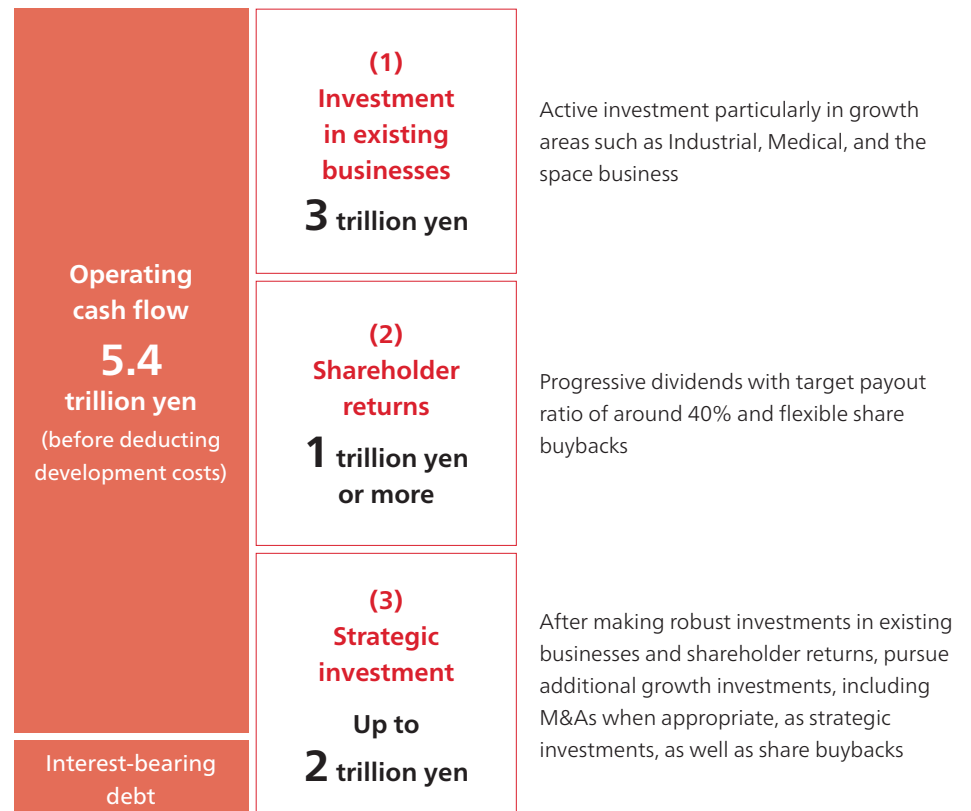 Operating
cash flow
5.4
trillion yen
(before deducting
development costs)
Interest-bearing
debt
(1)
Investment
in existing
businesses
3 trillion yen
Active investment particularly in growth
areas such as Industrial, Medical, and the
space business
(2)
Shareholder
returns
1 trillion yen
or more
Progressive dividends with target payout
ratio of around 40% and flexible share
buybacks
(3)
Strategic
investment
Up to
2 trillion yen
After making robust investments in existing
businesses and shareholder returns, pursue
additional growth investments, including
M&As when appropriate, as strategic
investments, as well as share buybacks